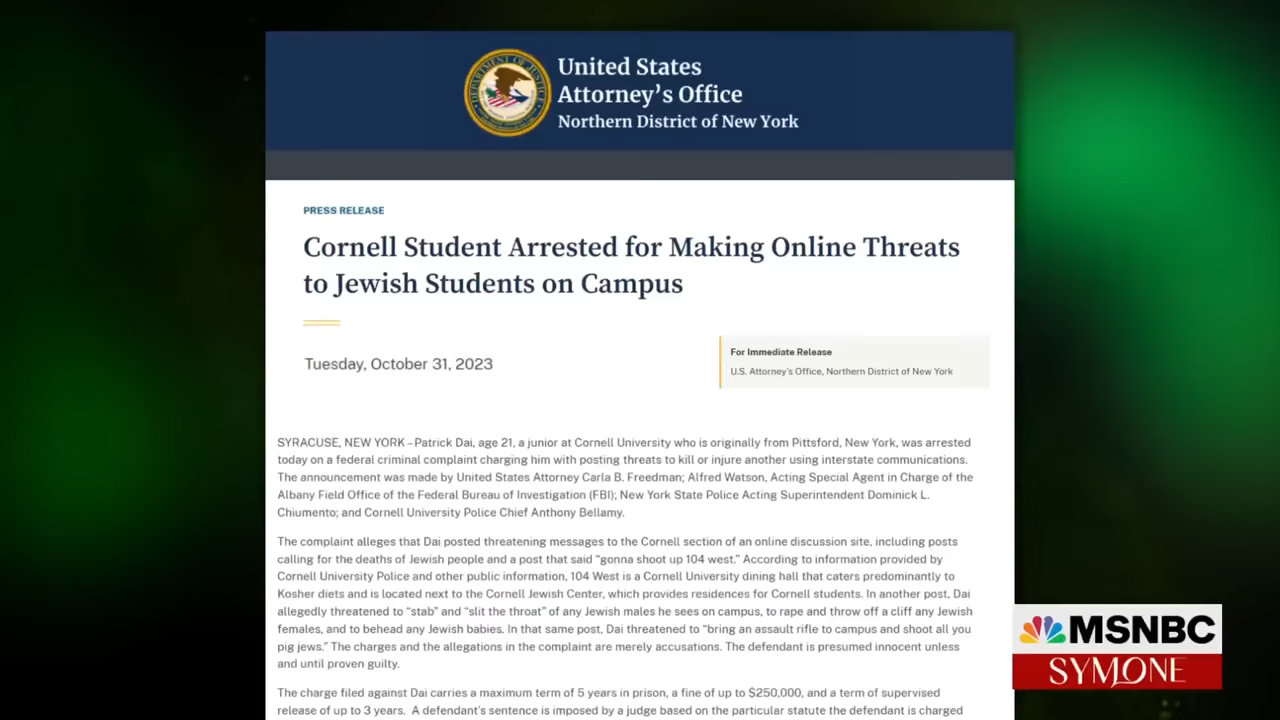 United States
Attorney's Office
Northern District of New York
PRESS RELEASE
Cornell Student Arrested for Making Online Threats
to Jewish Students on Campus
Tuesday, October 31, 2023
For Immediate Release
U.S. Attorney's Office, Northern District of New York
SYRACUSE, NEW YORK – Patrick Dai, age 21, a junior at Cornell University who is originally from Pittsford, New York, was arrested
today on a federal criminal complaint charging him with posting threats to kill or injure another using interstate communications.
The announcement was made by United States Attorney Carla B. Freedman; Alfred Watson, Acting Special Agent in Charge of the
Albany Field Office of the Federal Bureau of Investigation (FBI); New York State Police Acting Superintendent Dominick L.
Chiumento; and Cornell University Police Chief Anthony Bellamy.
The complaint alleges that Dai posted threatening messages to the Cornell section of an online discussion site, including posts
calling for the deaths of Jewish people and a post that said "gonna shoot up 104 west." According to information provided by
Cornell University Police and other public information, 104 West is a Cornell University dining hall that caters predominantly to
Kosher diets and is located next to the Cornell Jewish Center, which provides residences for Cornell students. In another post, Dai
allegedly threatened to "stab" and "slit the throat" of any Jewish males he sees on campus, to rape and throw off a cliff any Jewish
females, and to behead any Jewish babies. In that same post, Dai threatened to "bring an assault rifle to campus and shoot all you
pig jews." The charges and the allegations in the complaint are merely accusations. The defendant is presumed innocent unless
and until proven guilty.
The charge filed against Dai carries a maximum term of 5 years in prison, a fine of up to $250,000, and a term of supervised
release of up to 3 years. A defendant's sentence is imposed by a judge based on the particular statute the defendant is charged
MSNBC
SYMONE